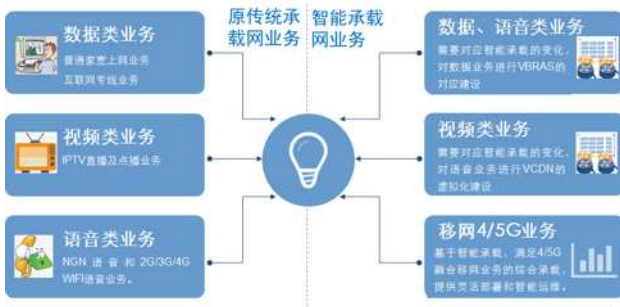 原传统承
载网业务
智能承载
网业务
数据类业务
普通家宽上网业务
互联网专线业务
视频类业务
IPTV直播及点播业务
语音类业务
NGN 语音和2G/3G/4G
WIFI语音业务。
数据、语音类业务
需要对应智能承载的变化，
对数据业务进行VBRAS的
对应建设
视频类业务
需要对应智能承载的变化，
对语音业务进行VCDN的
虚拟化建设
移网4/5G业务
基于智能承载、满足4/5G
融合移网业务的综合承载，
提供灵活部署和智能运维。